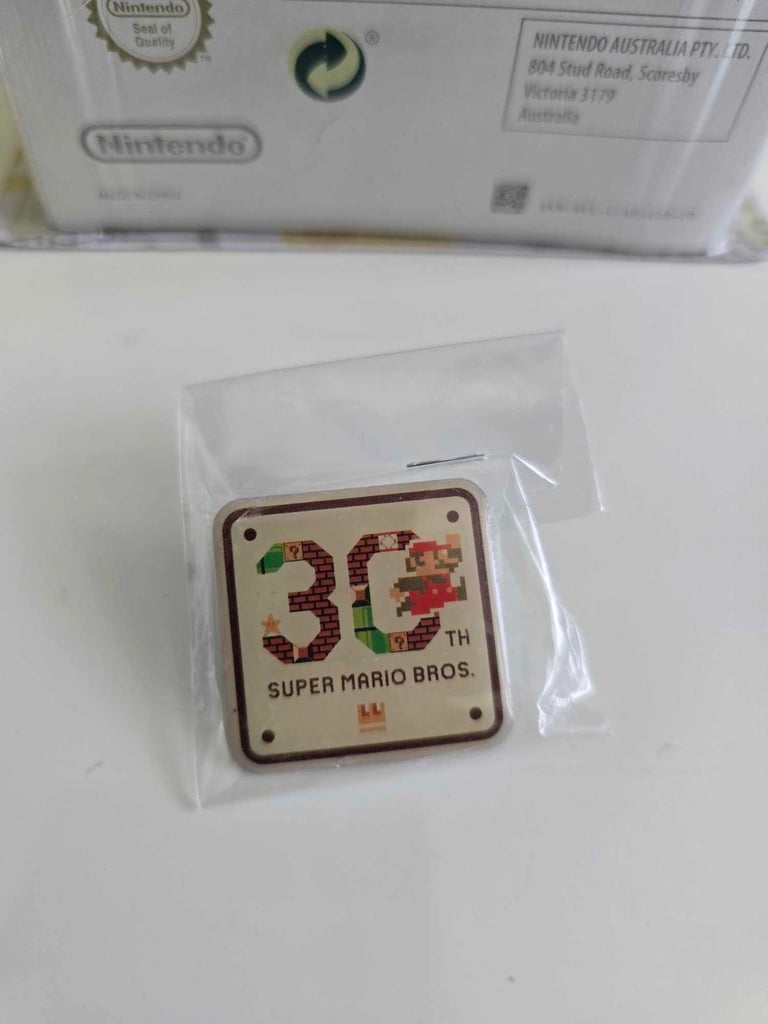 Nintendo
Seal of
Quality
TM
®
NINTENDO AUSTRALIA PTY. LTD.
804 Stud Road, Scoresby
Victoria 3179
Australia
Nintendo
30
TH
SUPER MARIO BROS.